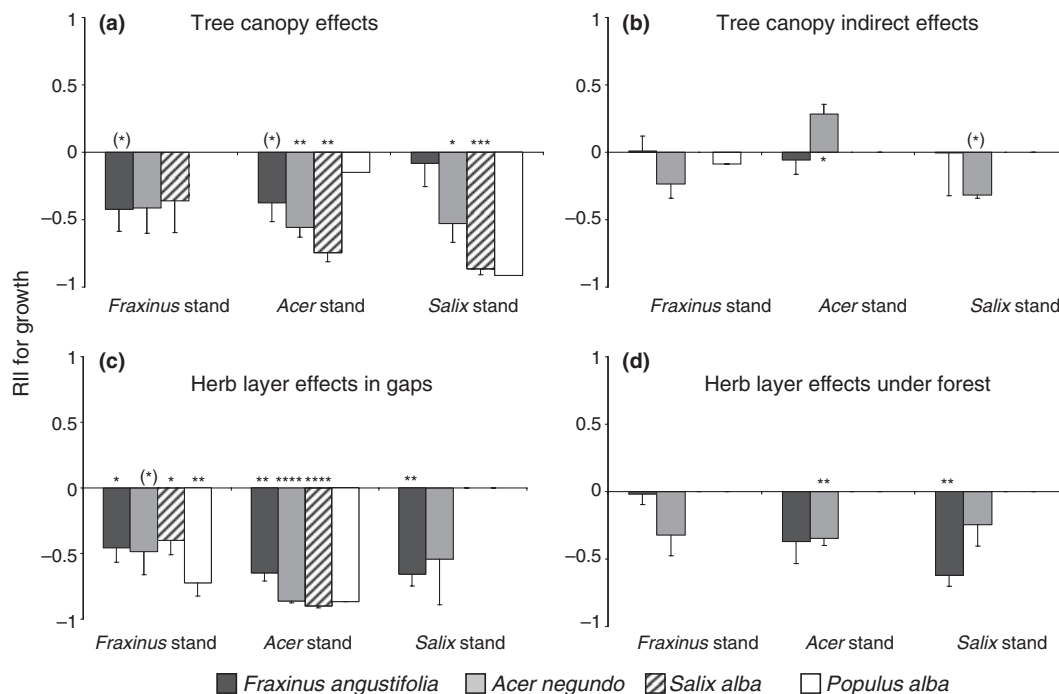 (a) Tree canopy effects
1
0.5
0
–0.5
–1
(*) (*) ** ** * ***
Fraxinus stand Acer stand Salix stand
(b) Tree canopy indirect effects
1
0.5
0
–0.5
–1
* (*)
Fraxinus stand Acer stand Salix stand
RII for growth
(c) Herb layer effects in gaps
1
0.5
0
–0.5
–1
* (*) * ** ** **** **** **
Fraxinus stand Acer stand Salix stand
(d) Herb layer effects under forest
1
0.5
0
–0.5
–1
** **
Fraxinus stand Acer stand Salix stand
Fraxinus angustifolia Acer negundo Salix alba Populus alba